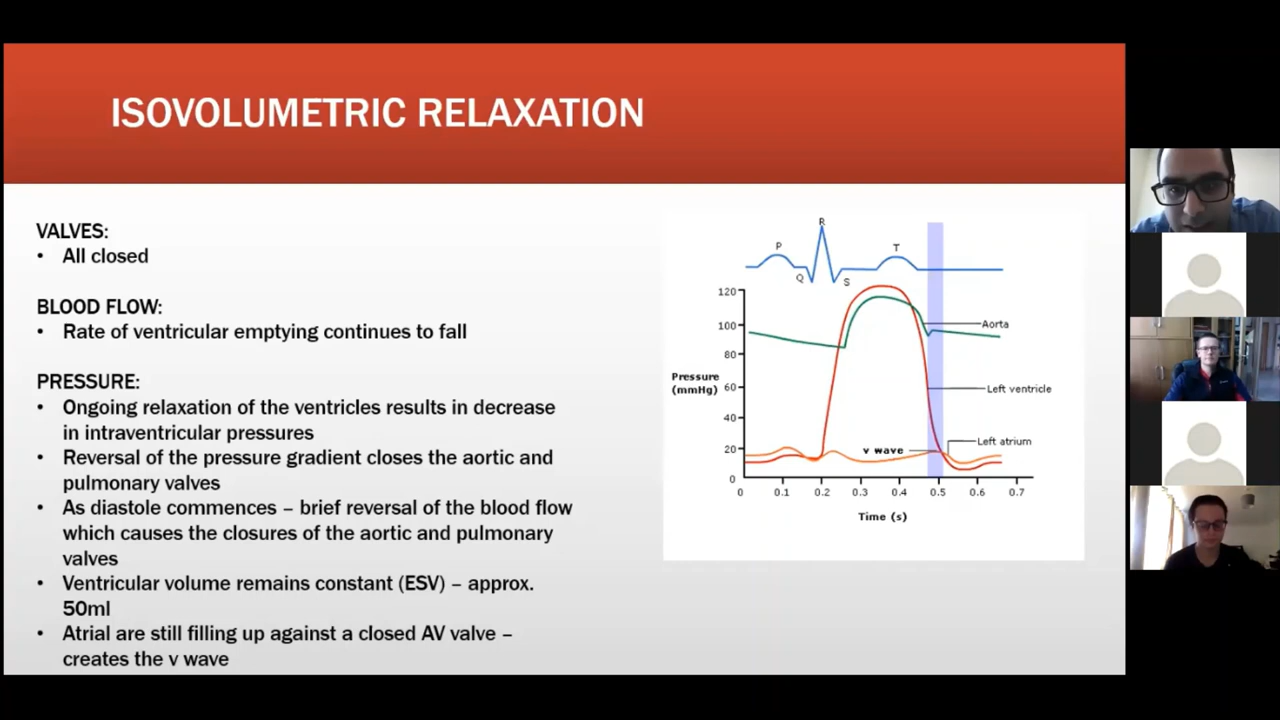 ISOVOLUMETRIC RELAXATION
VALVES:
• All closed
BLOOD FLOW:
• Rate of ventricular emptying continues to fall
PRESSURE:
• Ongoing relaxation of the ventricles results in decrease
in intraventricular pressures
• Reversal of the pressure gradient closes the aortic and
pulmonary valves
• As diastole commences – brief reversal of the blood flow
which causes the closures of the aortic and pulmonary
valves
• Ventricular volume remains constant (ESV) – approx.
50ml
• Atrial are still filling up against a closed AV valve –
creates the v wave
R
P
T
Q
S
120
100
Aorta
80
Pressure
(mmHg)
60
Left ventricle
40
Left atrium
20
v wave
0
0 0.1 0.2 0.3 0.4 0.5 0.6 0.7
Time (s)